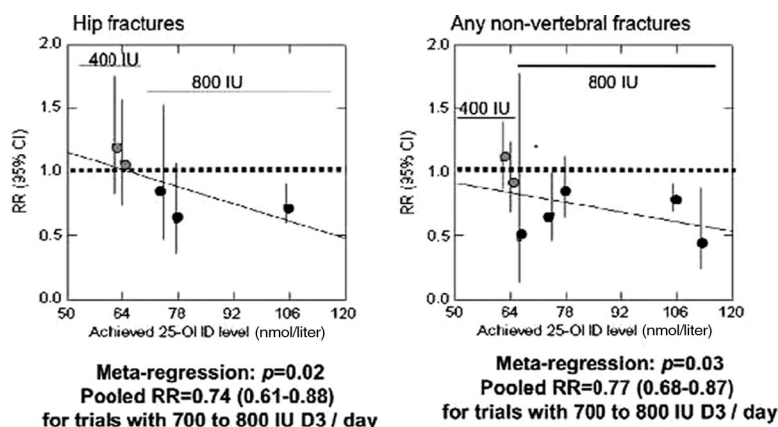 Hip fractures
2.0
1.5
1.0
0.5
0.0
RR (95% CI)
400 IU
800 IU
50 64 78 92 106 120
Achieved 25-OHD level (nmol/liter)
Meta-regression: p=0.02
Pooled RR=0.74 (0.61-0.88)
for trials with 700 to 800 IU D3 / day
Any non-vertebral fractures
2.0
1.5
1.0
0.5
0.0
RR (95% CI)
400 IU
800 IU
50 64 78 92 106 120
Achieved 25-OHD level (nmol/liter)
Meta-regression: p=0.03
Pooled RR=0.77 (0.68-0.87)
for trials with 700 to 800 IU D3 / day